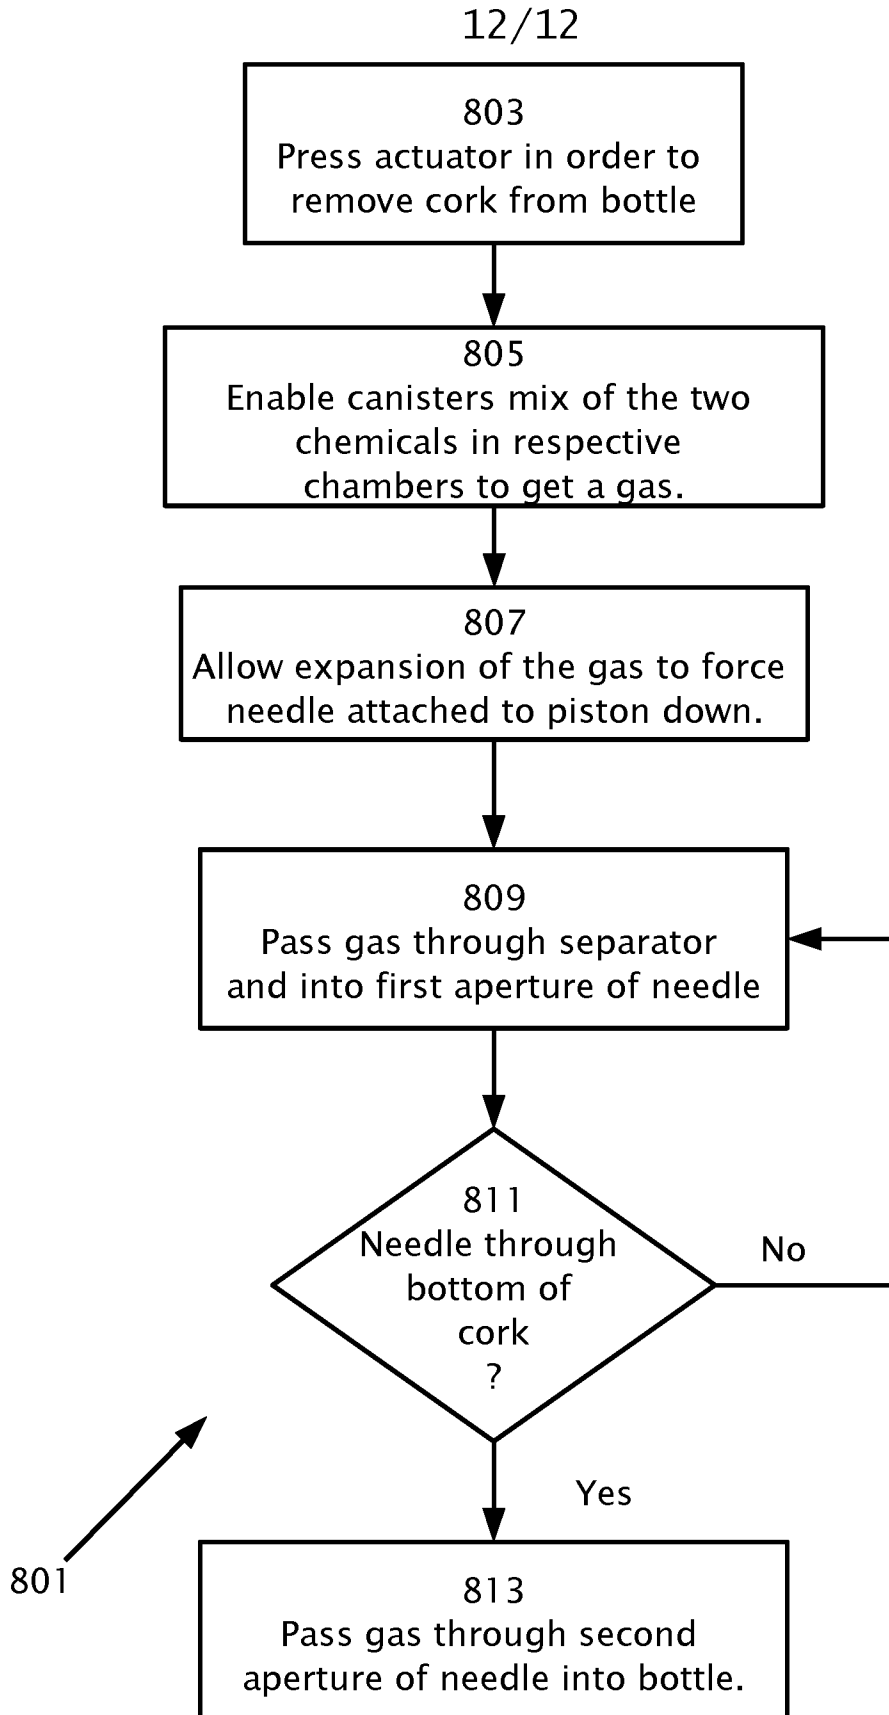 12/12
803
Press actuator in order to
remove cork from bottle
805
Enable canisters mix of the two
chemicals in respective
chambers to get a gas.
807
Allow expansion of the gas to force
needle attached to piston down.
809
Pass gas through separator
and into first aperture of needle
811
Needle through
bottom of
cork
?
No
Yes
801
813
Pass gas through second
aperture of needle into bottle.